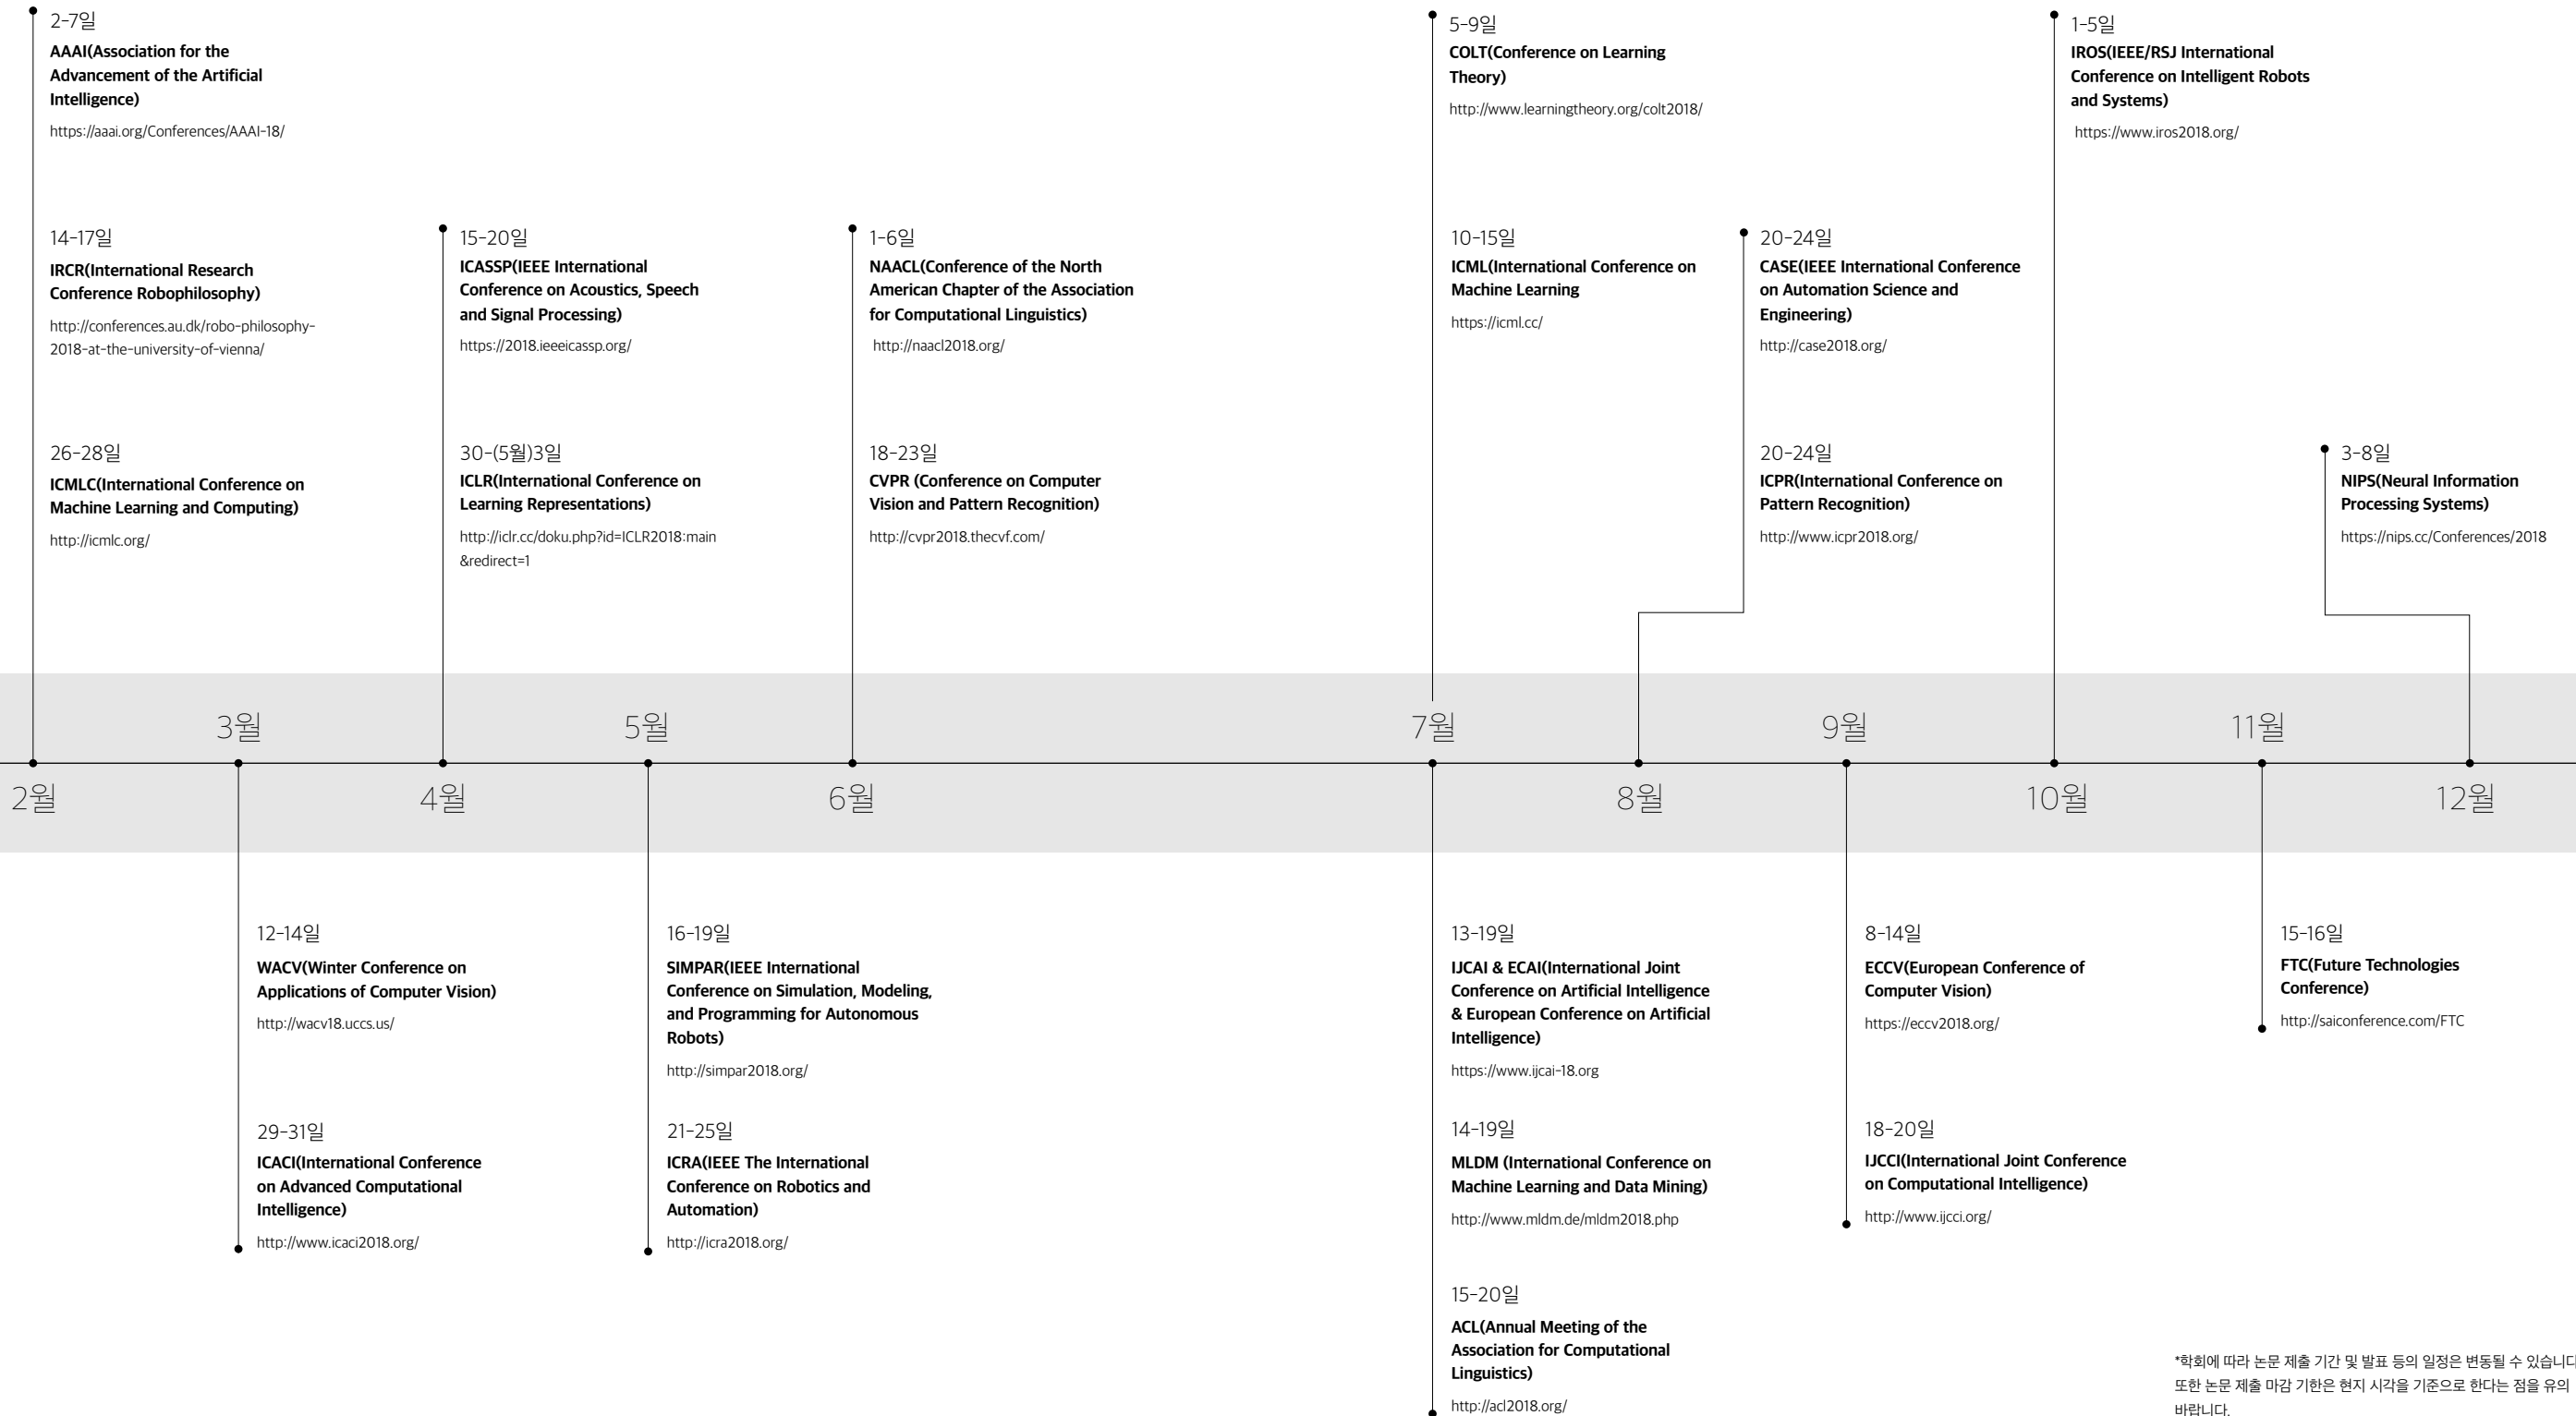 2-7일
AAAI(Association for the
Advancement of the Artificial
Intelligence)
https://aaai.org/Conferences/AAAI-18/
14-17일
IRCR(International Research
Conference Robophilosophy)
http://conferences.au.dk/robo-philosophy-
2018-at-the-university-of-vienna/
26-28일
ICMLC(International Conference on
Machine Learning and Computing)
http://icmlc.org/
15-20일
ICASSP(IEEE International
Conference on Acoustics, Speech
and Signal Processing)
https://2018.ieeeicassp.org/
30-(5월)3일
ICLR(International Conference on
Learning Representations)
http://iclr.cc/doku.php?id=ICLR2018:main
&redirect=1
1-6일
NAACL(Conference of the North
American Chapter of the Association
for Computational Linguistics)
http://naacl2018.org/
18-23일
CVPR (Conference on Computer
Vision and Pattern Recognition)
http://cvpr2018.thecvf.com/
5-9일
COLT(Conference on Learning
Theory)
http://www.learningtheory.org/colt2018/
10-15일
ICML(International Conference on
Machine Learning
https://icml.cc/
20-24일
CASE(IEEE International Conference
on Automation Science and
Engineering)
http://case2018.org/
20-24일
ICPR(International Conference on
Pattern Recognition)
http://www.icpr2018.org/
1-5일
IROS(IEEE/RSJ International
Conference on Intelligent Robots
and Systems)
https://www.iros2018.org/
3-8일
NIPS(Neural Information
Processing Systems)
https://nips.cc/Conferences/2018
3월
5월
7월
9월
11월
2월
4월
6월
8월
10월
12월
12-14일
WACV(Winter Conference on
Applications of Computer Vision)
http://wacv18.uccs.us/
29-31일
ICACI(International Conference
on Advanced Computational
Intelligence)
http://www.icaci2018.org/
16-19일
SIMPAR(IEEE International
Conference on Simulation, Modeling,
and Programming for Autonomous
Robots)
http://simpar2018.org/
21-25일
ICRA(IEEE The International
Conference on Robotics and
Automation)
http://icra2018.org/
13-19일
IJCAI & ECAI(International Joint
Conference on Artificial Intelligence
& European Conference on Artificial
Intelligence)
https://www.ijcai-18.org
14-19일
MLDM (International Conference on
Machine Learning and Data Mining)
http://www.mldm.de/mldm2018.php
15-20일
ACL(Annual Meeting of the
Association for Computational
Linguistics)
http://acl2018.org/
8-14일
ECCV(European Conference of
Computer Vision)
https://eccv2018.org/
18-20일
IJCCI(International Joint Conference
on Computational Intelligence)
http://www.ijcci.org/
15-16일
FTC(Future Technologies
Conference)
http://saiconference.com/FTC
*학회에 따라 논문 제출 기간 및 발표 등의 일정은 변동될 수 있습니다
또한 논문 제출 마감 기한은 현지 시각을 기준으로 한다는 점을 유의
바랍니다.